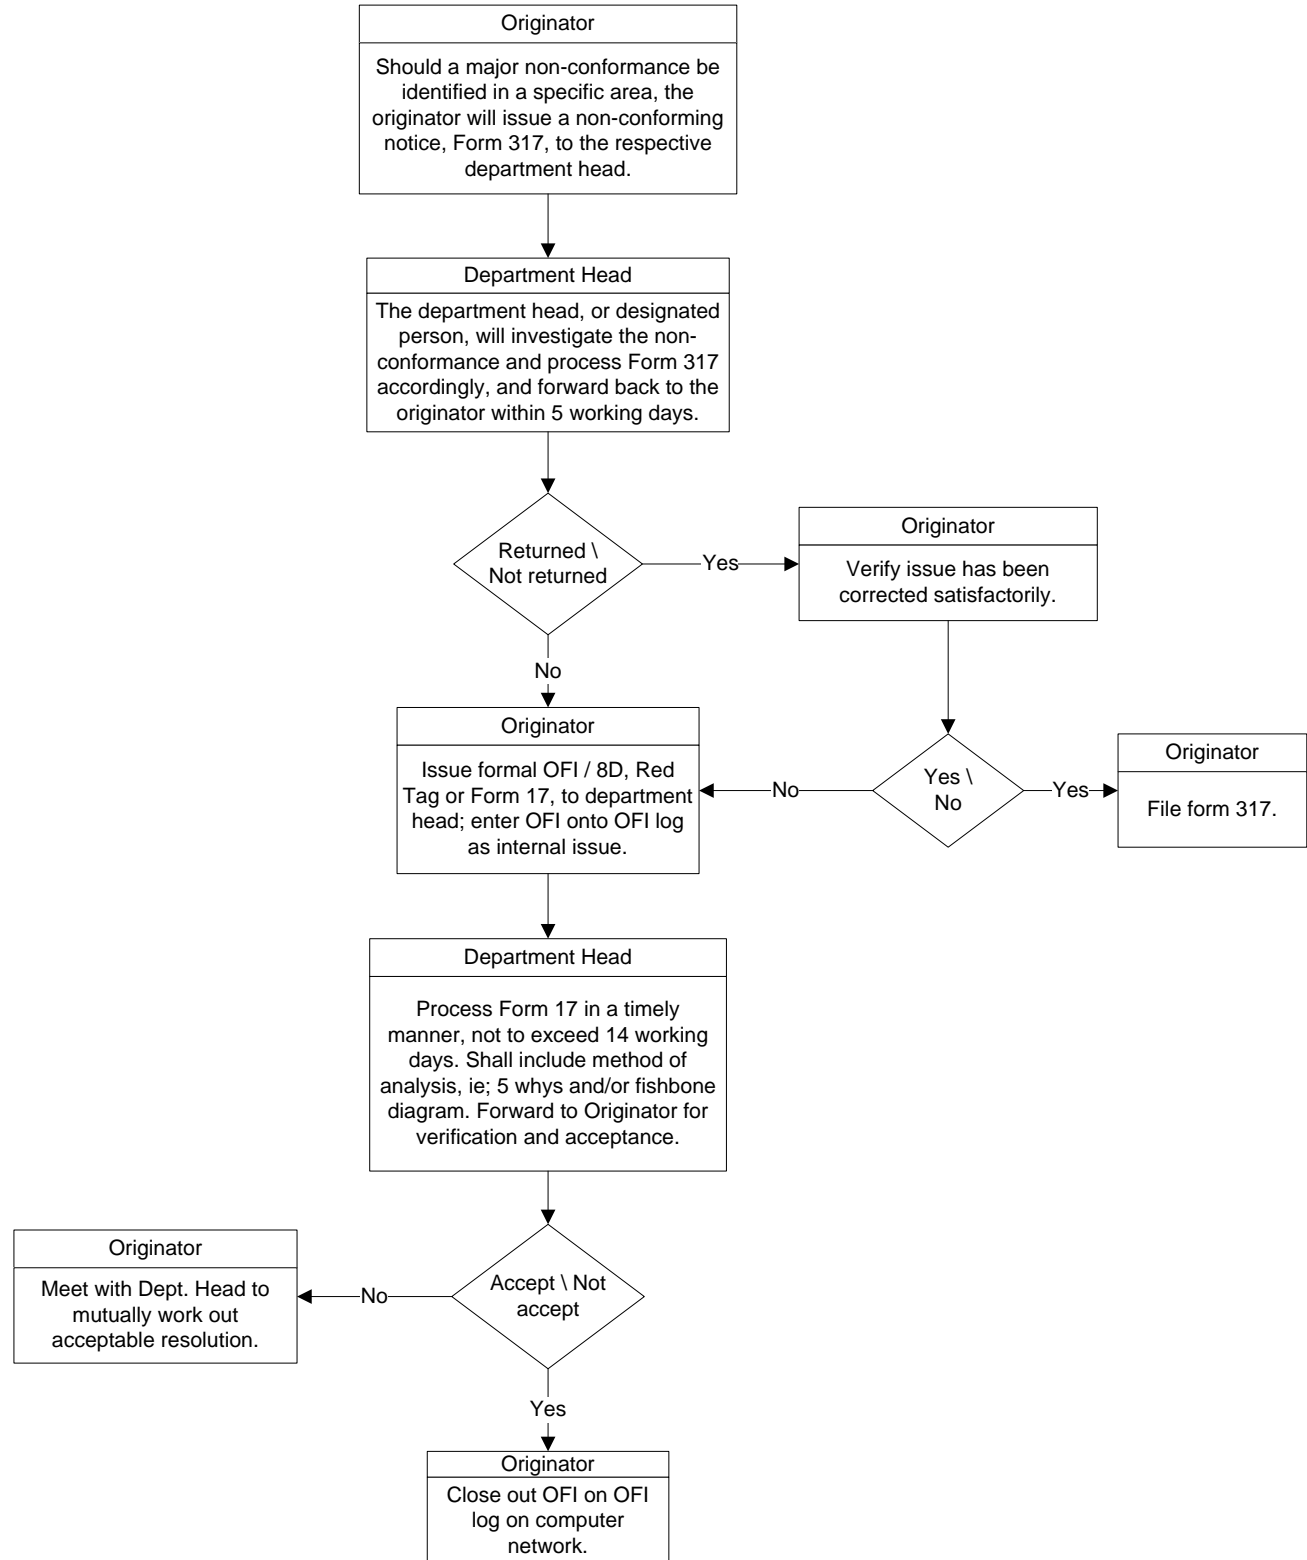 Originator
Should a major non-conformance be
identified in a specific area, the
originator will issue a non-conforming
notice, Form 317, to the respective
department head.
Department Head
The department head, or designated
person, will investigate the non-
conformance and process Form 317
accordingly, and forward back to the
originator within 5 working days.
Returned \
Not returned
Yes
Originator
Verify issue has been
corrected satisfactorily.
No
Originator
Issue formal OFI / 8D, Red
Tag or Form 17, to department
head; enter OFI onto OFI log
as internal issue.
No
Yes \
No
Yes
Originator
File form 317.
Department Head
Process Form 17 in a timely
manner, not to exceed 14 working
days. Shall include method of
analysis, ie; 5 whys and/or fishbone
diagram. Forward to Originator for
verification and acceptance.
Accept \ Not
accept
No
Originator
Meet with Dept. Head to
mutually work out
acceptable resolution.
Yes
Originator
Close out OFI on OFI
log on computer
network.